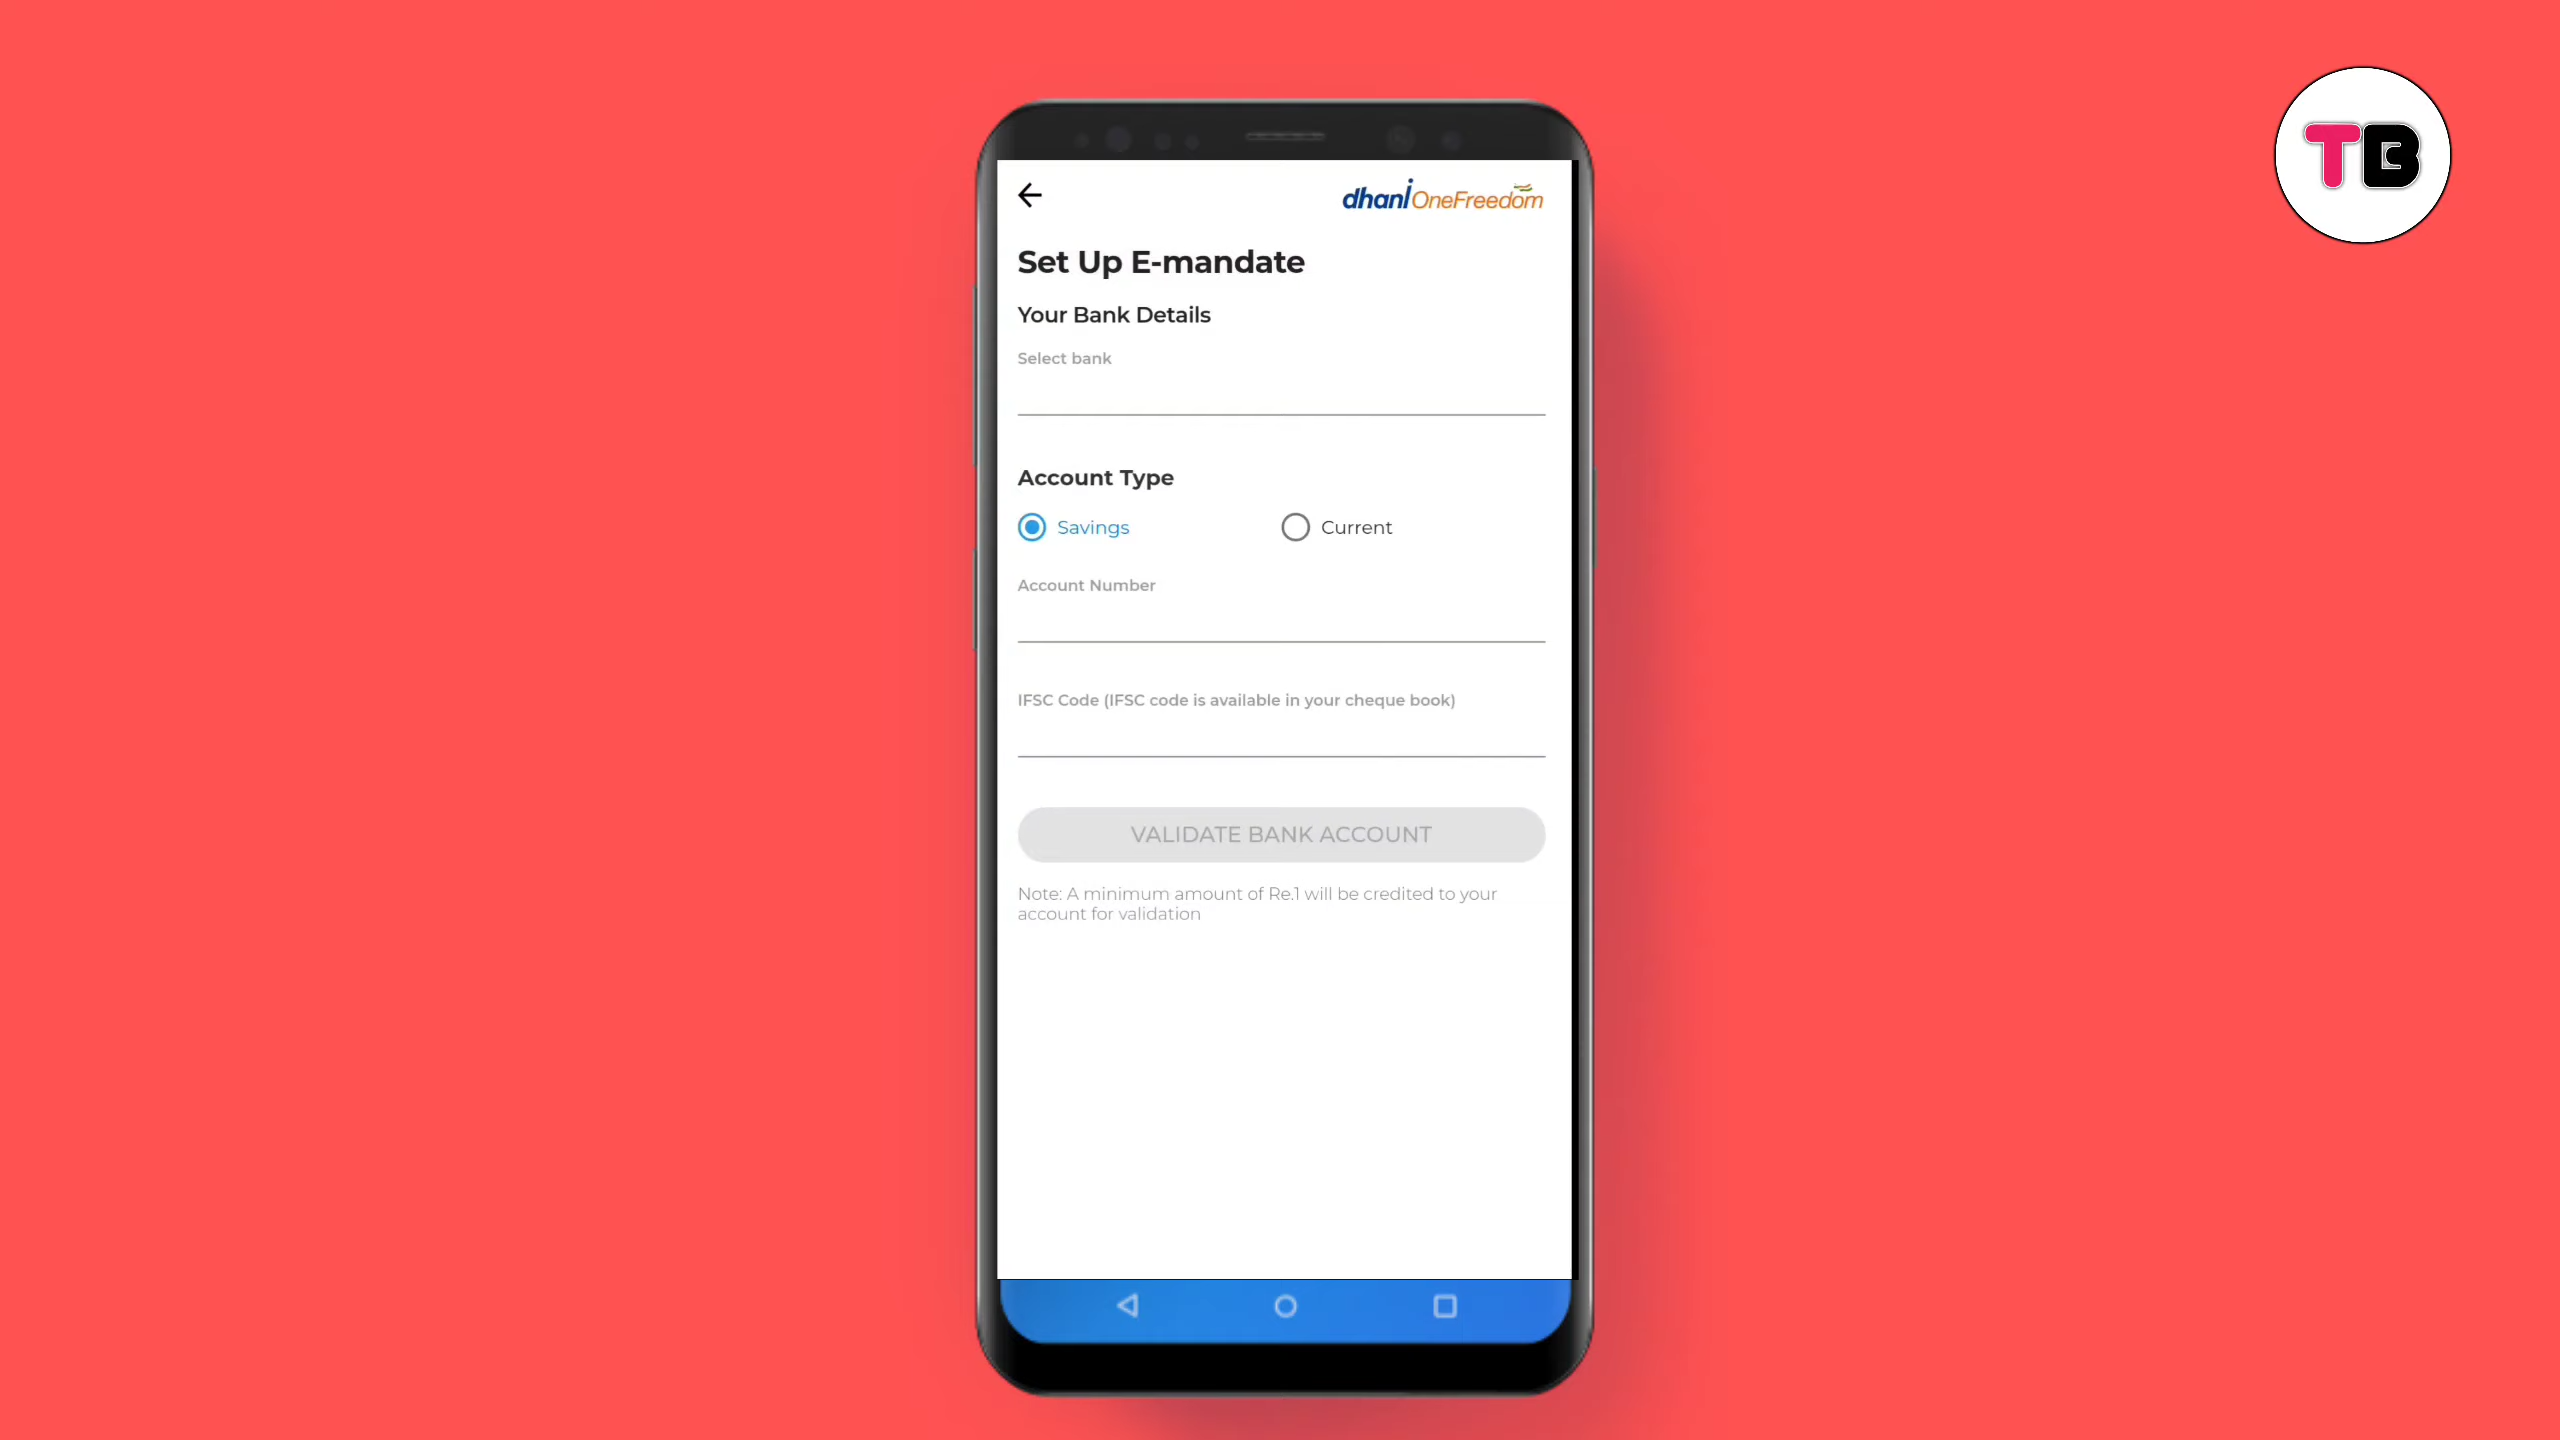 TB
dhani OneFreedom
Set Up E-mandate
Your Bank Details
Select bank
Account Type
Savings
Current
Account Number
IFSC Code (IFSC code is available in your cheque book)
VALIDATE BANK ACCOUNT
Note: A minimum amount of Re.1 will be credited to your
account for validation